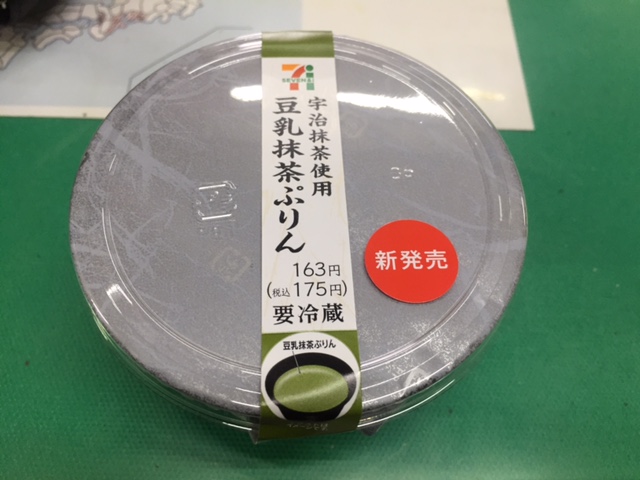 SEVEN&i
宇治抹茶使用
豆乳抹茶ぷりん
163円
(税込175円)
要冷蔵
新発売
豆乳抹茶ぷりん